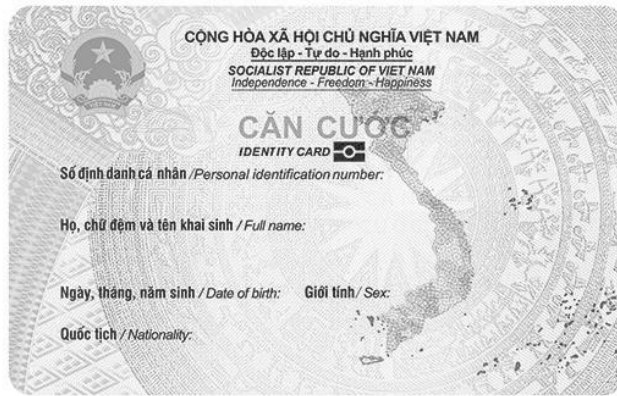 CỘNG HÒA XÃ HỘI CHỦ NGHĨA VIỆT NAM
Độc lập - Tự do - Hạnh phúc
SOCIALIST REPUBLIC OF VIET NAM
Independence - Freedom - Happiness
CĂN CƯỚC
IDENTITY CARD
Số định danh cá nhân /Personal identification number:
Họ, chữ đệm và tên khai sinh / Full name:
Ngày, tháng, năm sinh / Date of birth: Giới tính / Sex:
Quốc tịch / Nationality: